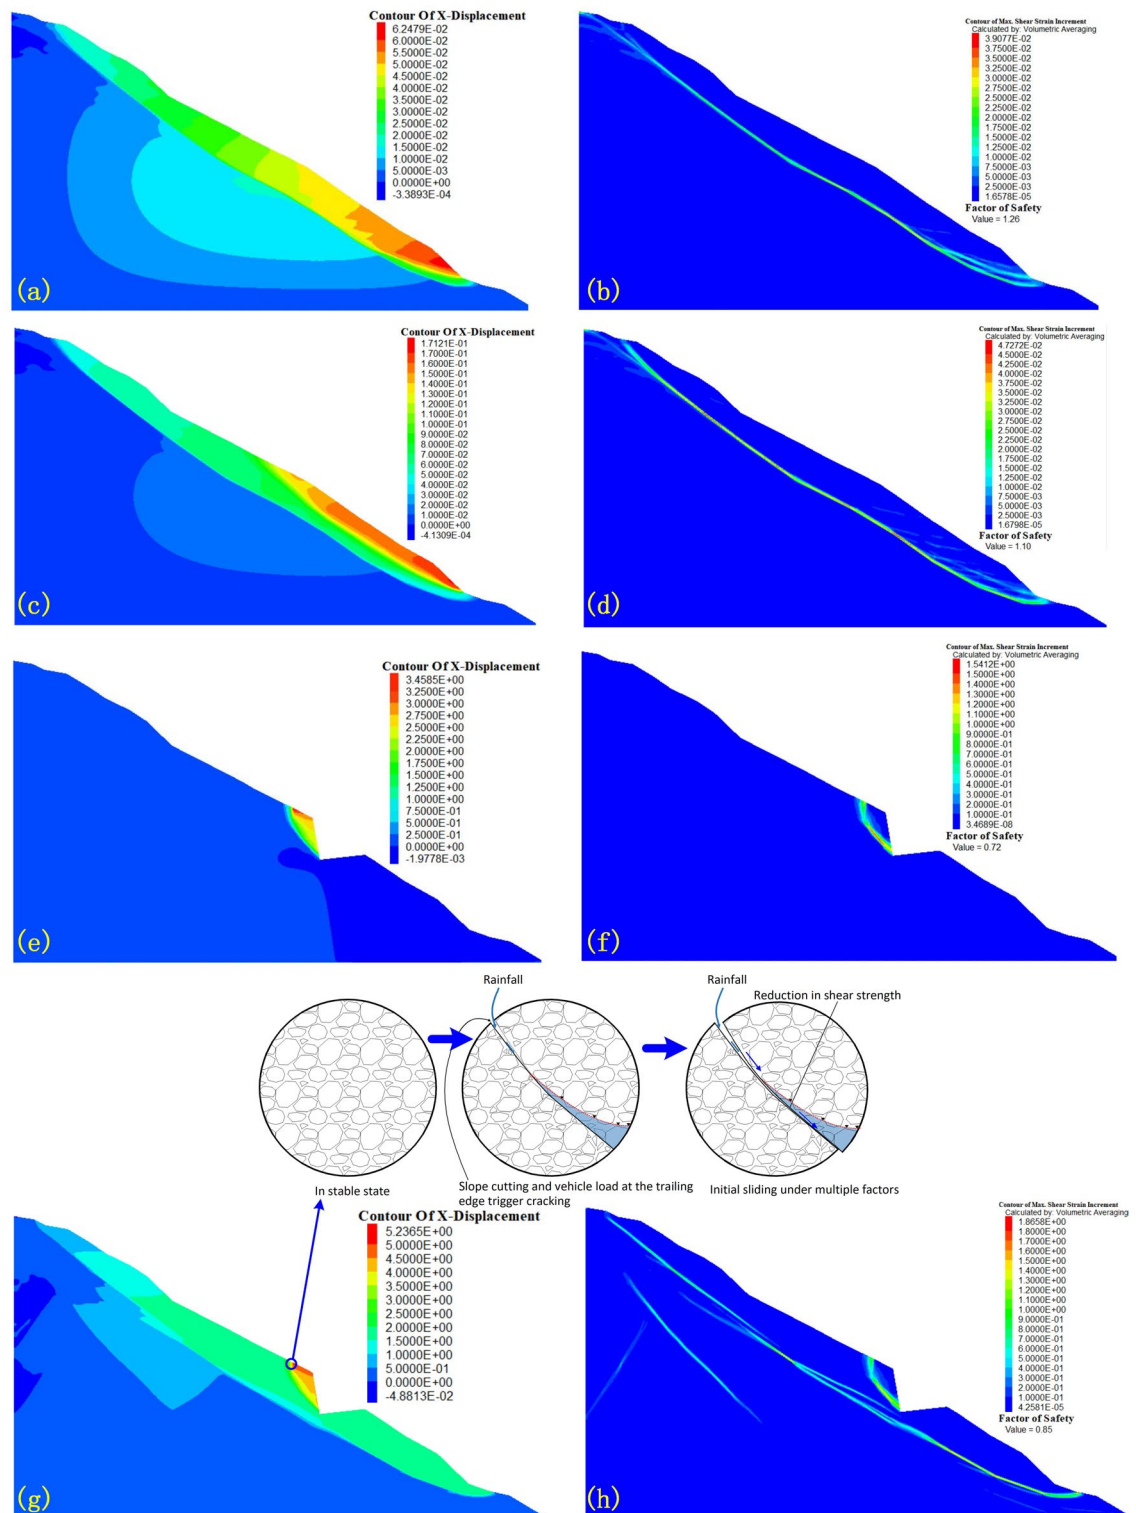 Contour Of X-Displacement
6.2479E-02
6.0000E-02
5.5000E-02
5.0000E-02
4.5000E-02
4.0000E-02
3.5000E-02
3.0000E-02
2.5000E-02
2.0000E-02
1.5000E-02
1.0000E-02
5.0000E-03
0.0000E+00
-3.3893E-04
(a)
Contour of Max. Shear Strain Increment
Calculated by: Volumetric Averaging
3.9077E-02
3.7500E-02
3.5000E-02
3.2500E-02
3.0000E-02
2.7500E-02
2.5000E-02
2.2500E-02
2.0000E-02
1.7500E-02
1.5000E-02
1.2500E-02
1.0000E-02
7.5000E-03
5.0000E-03
2.5000E-03
1.6578E-05
Factor of Safety
Value = 1.26
(b)
Contour Of X-Displacement
1.7121E-01
1.7000E-01
1.6000E-01
1.5000E-01
1.4000E-01
1.3000E-01
1.2000E-01
1.1000E-01
1.0000E-01
9.0000E-02
8.0000E-02
7.0000E-02
6.0000E-02
5.0000E-02
4.0000E-02
3.0000E-02
2.0000E-02
1.0000E-02
0.0000E+00
-4.1309E-04
(c)
Contour of Max. Shear Strain Increment
Calculated by: Volumetric Averaging
4.7272E-02
4.5000E-02
4.2500E-02
4.0000E-02
3.7500E-02
3.5000E-02
3.2500E-02
3.0000E-02
2.7500E-02
2.5000E-02
2.2500E-02
2.0000E-02
1.7500E-02
1.5000E-02
1.2500E-02
1.0000E-02
7.5000E-03
5.0000E-03
2.5000E-03
1.6798E-05
Factor of Safety
Value = 1.10
(d)
Contour Of X-Displacement
3.4585E+00
3.2500E+00
3.0000E+00
2.7500E+00
2.5000E+00
2.2500E+00
2.0000E+00
1.7500E+00
1.5000E+00
1.2500E+00
1.0000E+00
7.5000E-01
5.0000E-01
2.5000E-01
0.0000E+00
-1.9778E-03
(e)
Contour of Max. Shear Strain Increment
Calculated by: Volumetric Averaging
1.5412E+00
1.5000E+00
1.4000E+00
1.3000E+00
1.2000E+00
1.1000E+00
1.0000E+00
9.0000E-01
8.0000E-01
7.0000E-01
6.0000E-01
5.0000E-01
4.0000E-01
3.0000E-01
2.0000E-01
1.0000E-01
3.4689E-08
Factor of Safety
Value = 0.72
(f)
Rainfall
Rainfall
Reduction in shear strength
In stable state
Slope cutting and vehicle load at the trailing
edge trigger cracking
Initial sliding under multiple factors
Contour Of X-Displacement
5.2365E+00
5.0000E+00
4.5000E+00
4.0000E+00
3.5000E+00
3.0000E+00
2.5000E+00
2.0000E+00
1.5000E+00
1.0000E+00
5.0000E-01
0.0000E+00
-4.8813E-02
(g)
Contour of Max. Shear Strain Increment
Calculated by: Volumetric Averaging
1.8658E+00
1.8000E+00
1.7000E+00
1.6000E+00
1.5000E+00
1.4000E+00
1.3000E+00
1.2000E+00
1.1000E+00
1.0000E+00
9.0000E-01
8.0000E-01
7.0000E-01
6.0000E-01
5.0000E-01
4.0000E-01
3.0000E-01
2.0000E-01
1.0000E-01
4.2581E-05
Factor of Safety
Value = 0.85
(h)